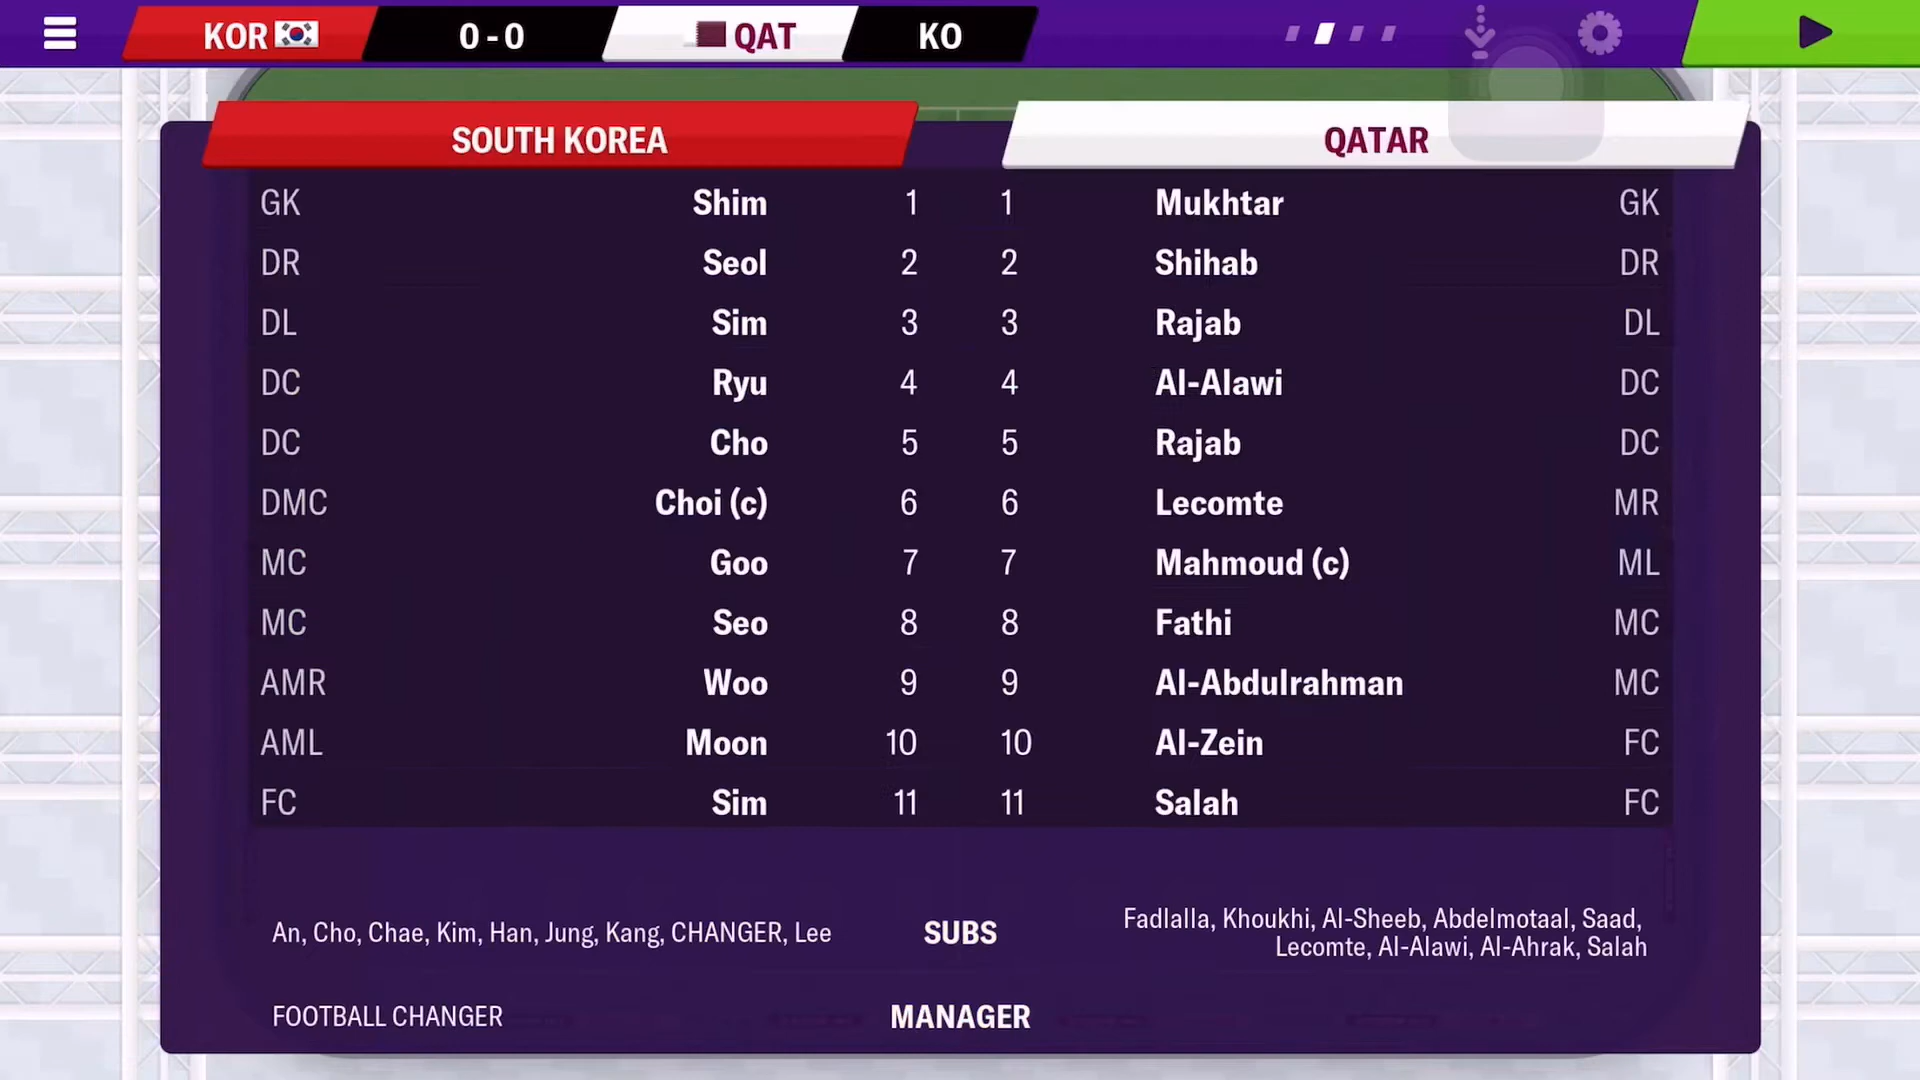 KOR 0 - 0 QAT KO
SOUTH KOREA QATAR
GK Shim 1 1 Mukhtar GK
DR Seol 2 2 Shihab DR
DL Sim 3 3 Rajab DL
DC Ryu 4 4 Al-Alawi DC
DC Cho 5 5 Rajab DC
DMC Choi (c) 6 6 Lecomte MR
MC Goo 7 7 Mahmoud (c) ML
MC Seo 8 8 Fathi MC
AMR Woo 9 9 Al-Abdulrahman MC
AML Moon 10 10 Al-Zein FC
FC Sim 11 11 Salah FC
An, Cho, Chae, Kim, Han, Jung, Kang, CHANGER, Lee SUBS Fadlalla, Khoukhi, Al-Sheeb, Abdelmotaal, Saad,
Lecomte, Al-Alawi, Al-Ahrak, Salah
FOOTBALL CHANGER MANAGER